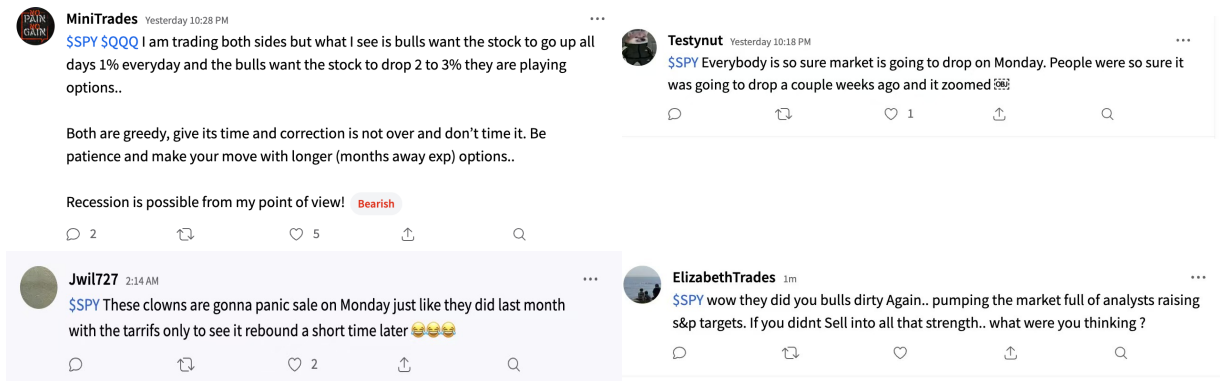 NO
PAIN
NO
GAIN
MiniTrades Yesterday 10:28 PM
$SPY $QQQ I am trading both sides but what I see is bulls want the stock to go up all
days 1% everyday and the bulls want the stock to drop 2 to 3% they are playing
options..
Both are greedy, give its time and correction is not over and don’t time it. Be
patience and make your move with longer (months away exp) options..
Recession is possible from my point of view! Bearish
2 5
Testynut Yesterday 10:18 PM
$SPY Everybody is so sure market is going to drop on Monday. People were so sure it
was going to drop a couple weeks ago and it zoomed OBJ
1
Jwil727 2:14 AM
$SPY These clowns are gonna panic sale on Monday just like they did last month
with the tarrifs only to see it rebound a short time later 😂😂😂
2
ElizabethTrades 1m
$SPY wow they did you bulls dirty Again.. pumping the market full of analysts raising
s&p targets. If you didnt Sell into all that strength.. what were you thinking ?